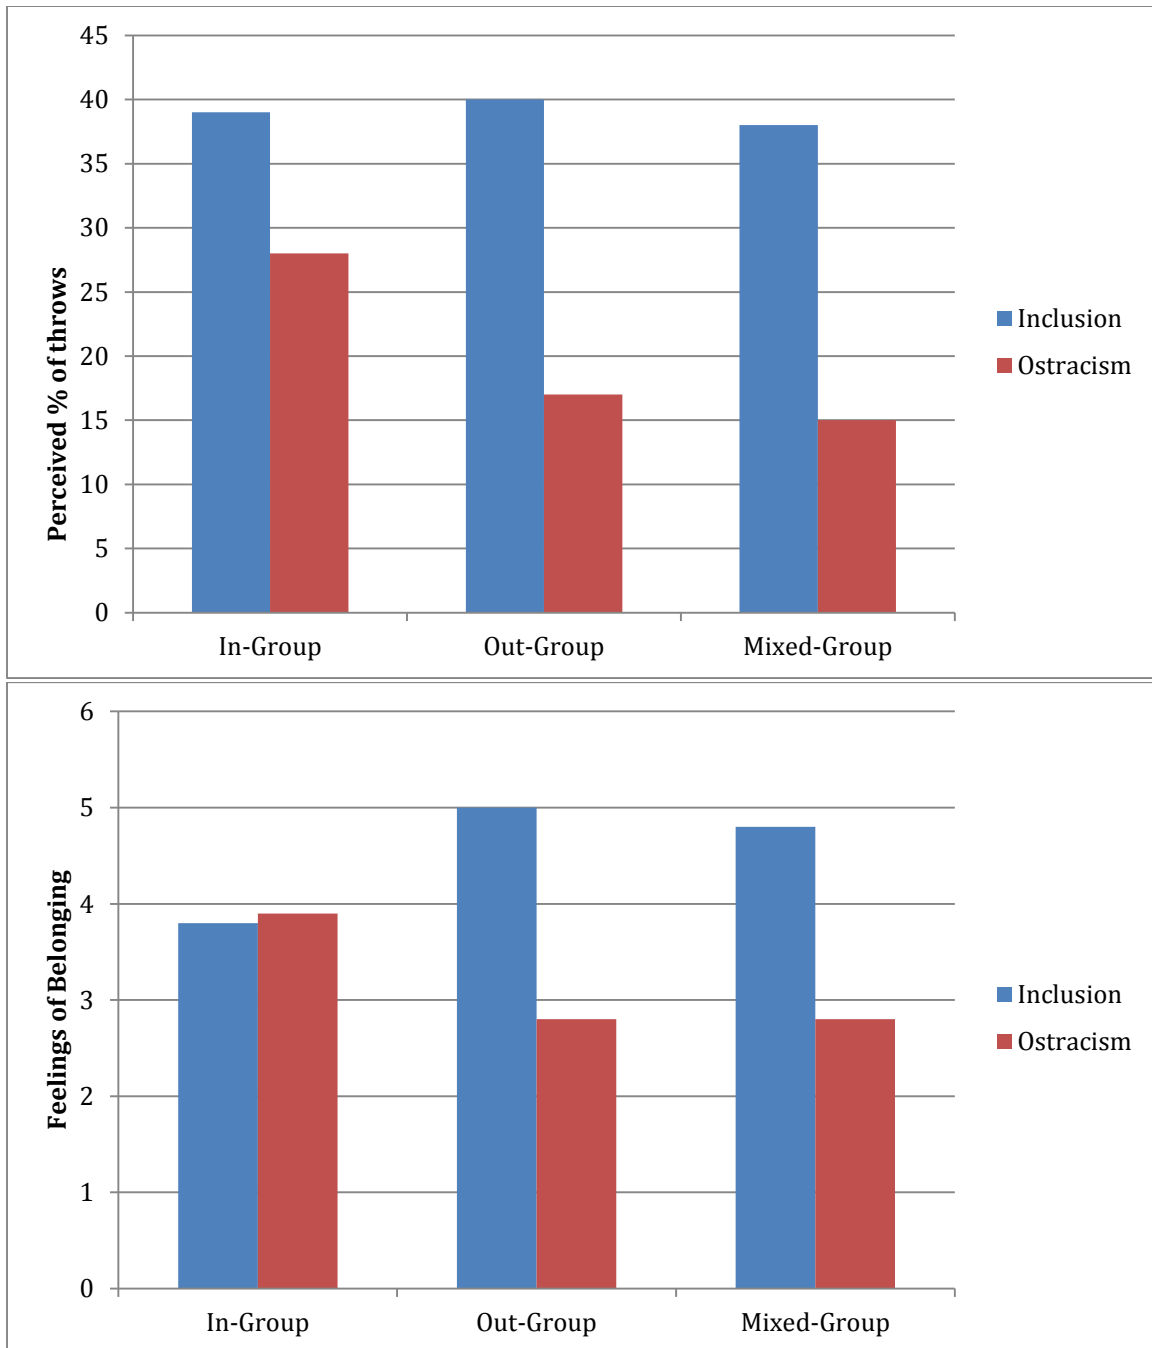 45
40
35
30
25
20
15
10
5
0
Perceived % of throws
In-Group Out-Group Mixed-Group
Inclusion
Ostracism
6
5
4
3
2
1
0
Feelings of Belonging
In-Group Out-Group Mixed-Group
Inclusion
Ostracism